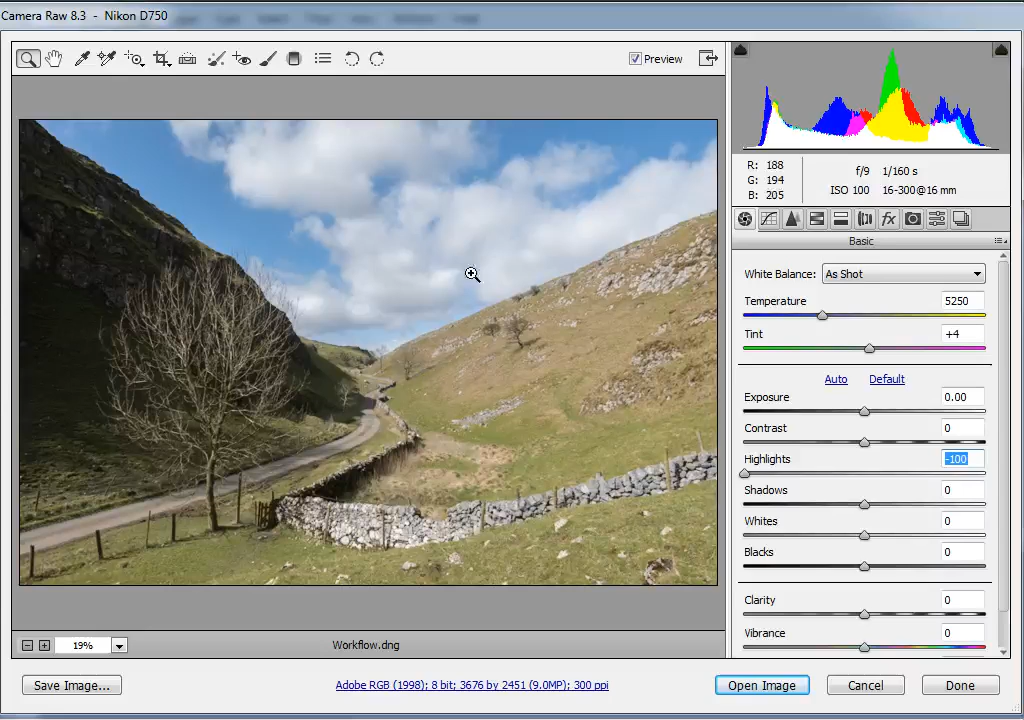 Camera Raw 8.3 - Nikon D750
Preview
R: 188
G: 194
B: 205
f/9 1/160 s
ISO 100 16-300@16 mm
fx
Basic
White Balance: As Shot
Temperature 5250
Tint +4
Auto Default
Exposure 0.00
Contrast 0
Highlights -100
Shadows 0
Whites 0
Blacks 0
Clarity 0
Vibrance 0
19%
Workflow.dng
Save Image...
Adobe RGB (1998); 8 bit; 3676 by 2451 (9.0MP); 300 ppi
Open Image
Cancel
Done